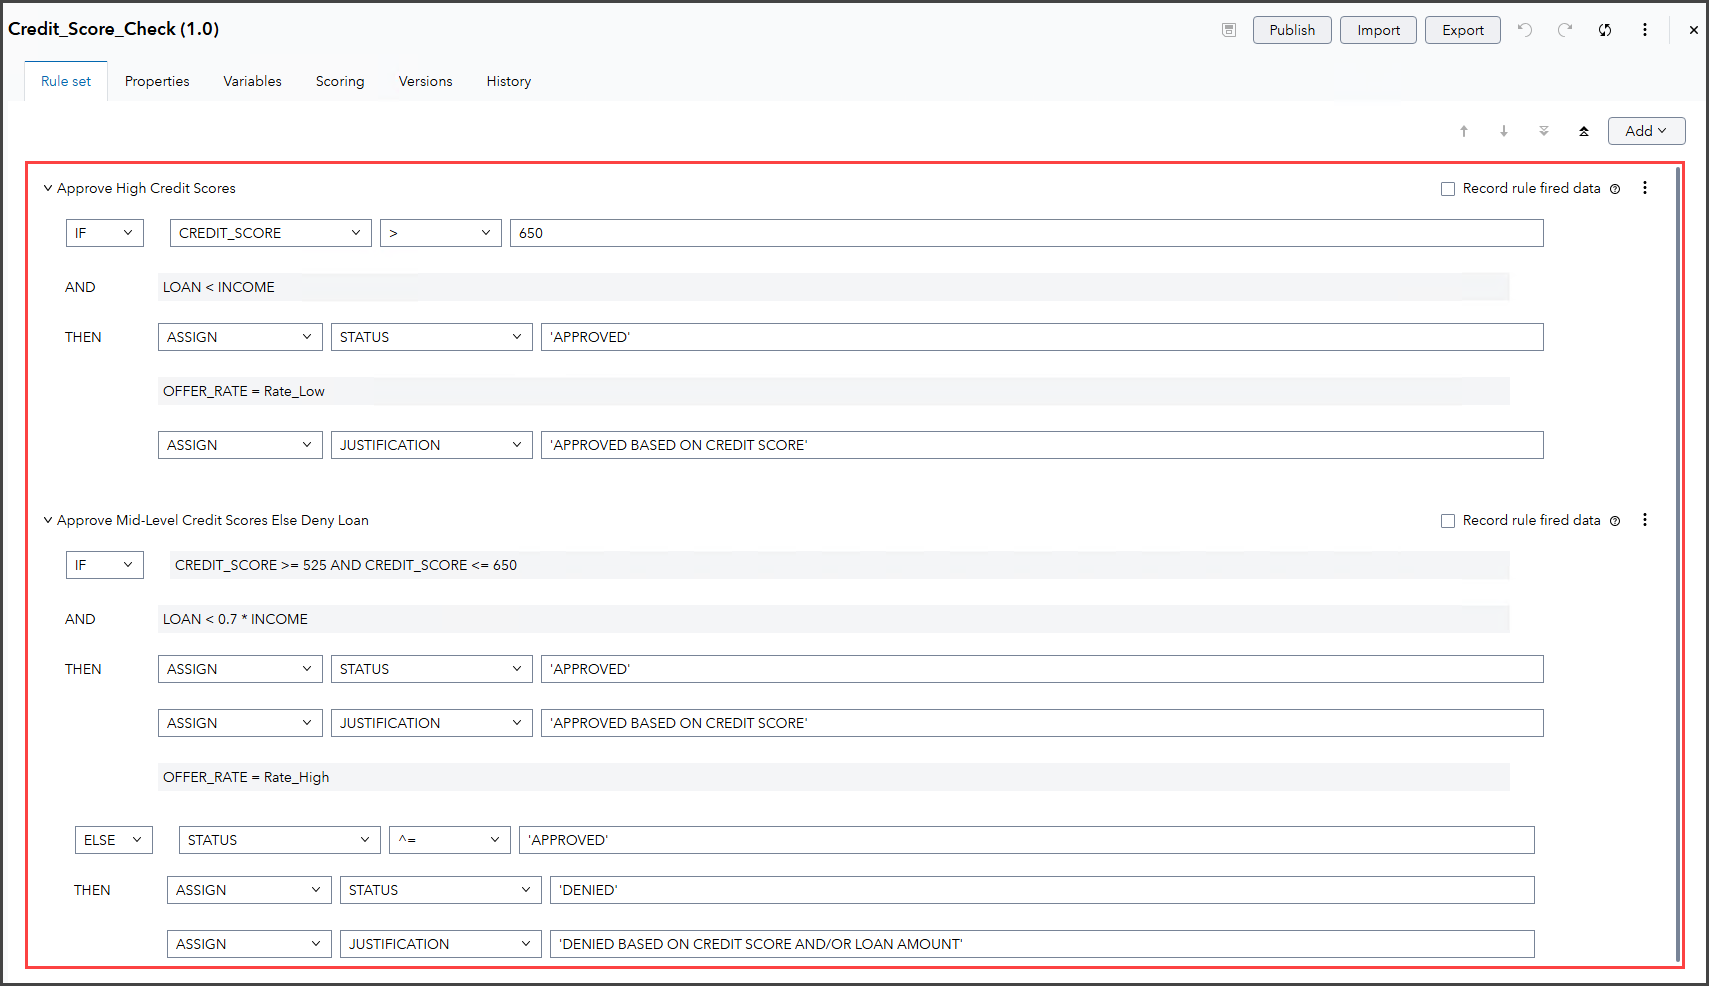 Credit_Score_Check (1.0)
Publish Import Export
Rule set Properties Variables Scoring Versions History
Add
Approve High Credit Scores Record rule fired data
IF CREDIT_SCORE > 650
AND LOAN < INCOME
THEN ASSIGN STATUS 'APPROVED'
OFFER_RATE = Rate_Low
ASSIGN JUSTIFICATION 'APPROVED BASED ON CREDIT SCORE'
Approve Mid-Level Credit Scores Else Deny Loan Record rule fired data
IF CREDIT_SCORE >= 525 AND CREDIT_SCORE <= 650
AND LOAN < 0.7 * INCOME
THEN ASSIGN STATUS 'APPROVED'
ASSIGN JUSTIFICATION 'APPROVED BASED ON CREDIT SCORE'
OFFER_RATE = Rate_High
ELSE STATUS ^= 'APPROVED'
THEN ASSIGN STATUS 'DENIED'
ASSIGN JUSTIFICATION 'DENIED BASED ON CREDIT SCORE AND/OR LOAN AMOUNT'